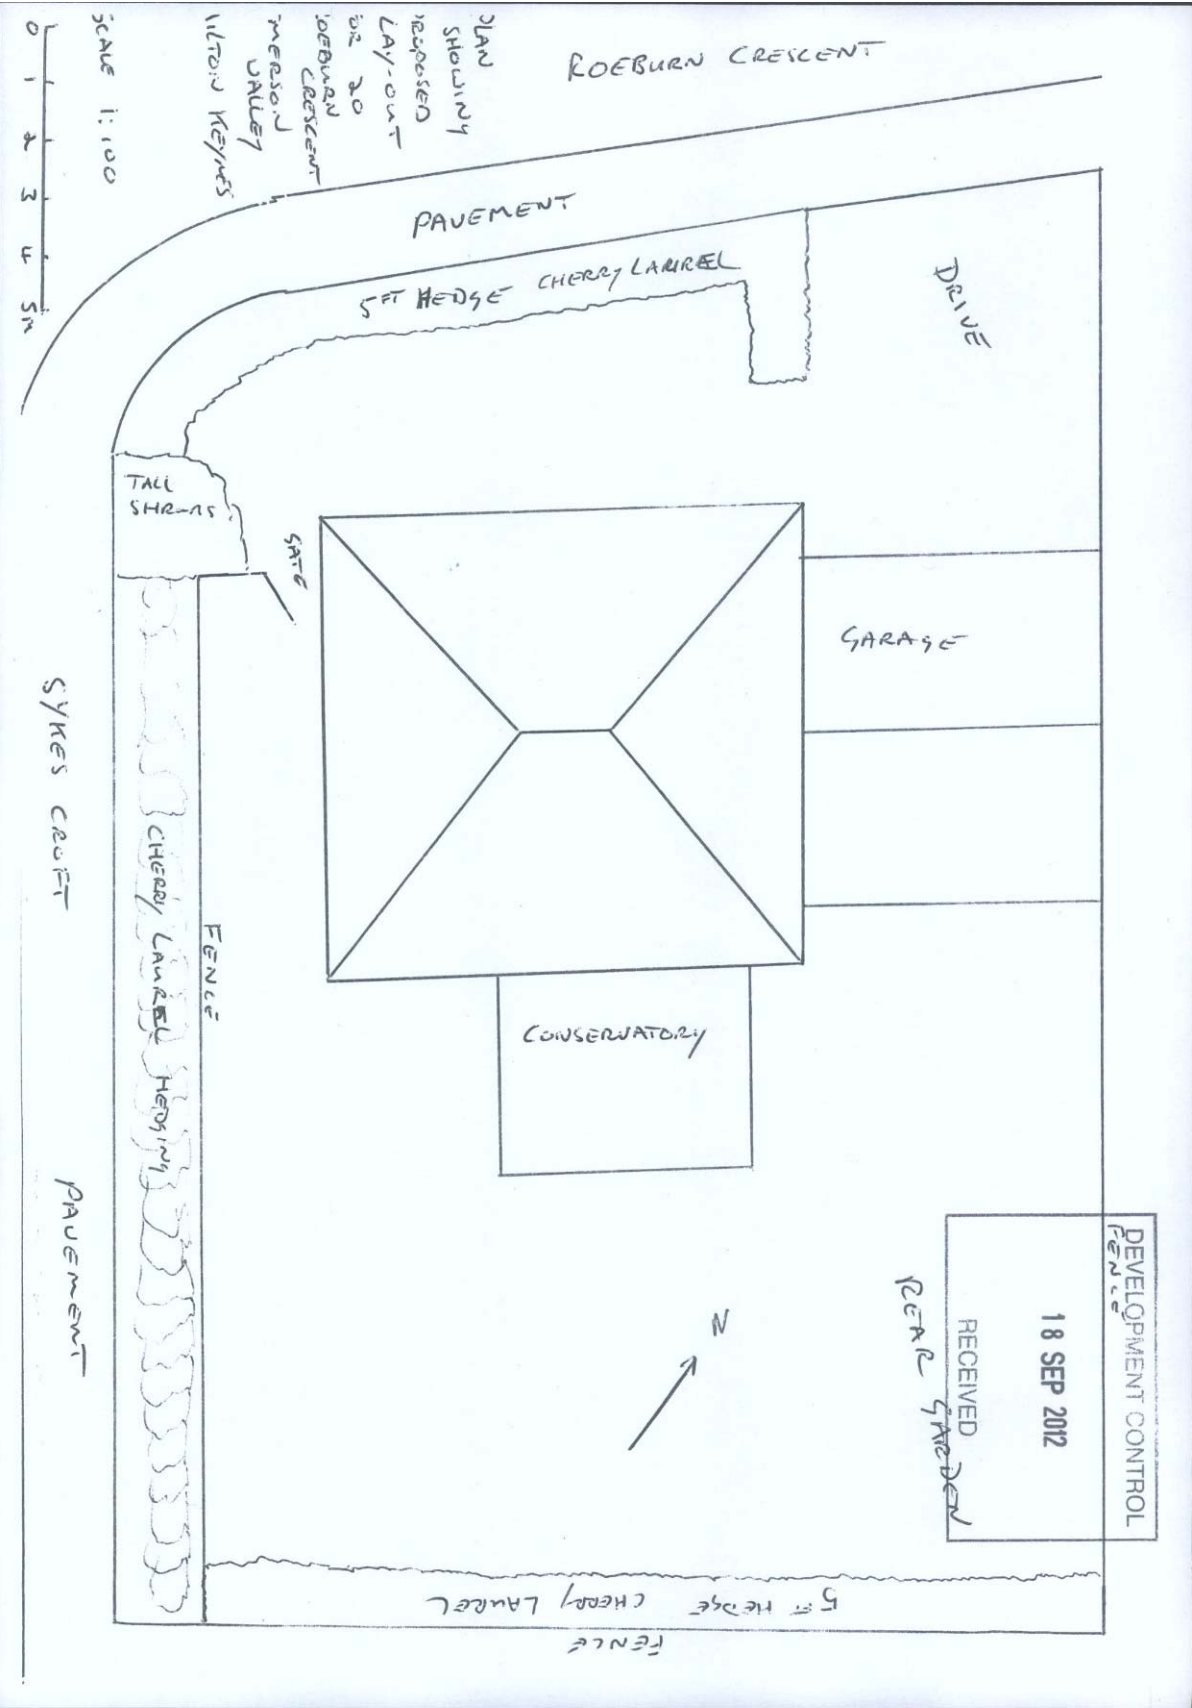 ROEBURN CRESCENT
PLAN
SHOWING
PROPOSED
LAY-OUT
FOR 20
ROEBURN
CRESCENT
EMERSON
VALLEY
MILTON KEYNES
SCALE 1:100
0 1 2 3 4 5M
PAVEMENT
5FT HEDGE CHERRY LAUREL
DRIVE
TALL
SHRUBS
GATE
GARAGE
SYKES CROFT
CHERRY LAUREL HEDGING
FENCE
CONSERVATORY
PAVEMENT
N
REAR GARDEN
FENCE
DEVELOPMENT CONTROL
18 SEP 2012
RECEIVED
5FT HEDGE CHERRY LAUREL
FENCE